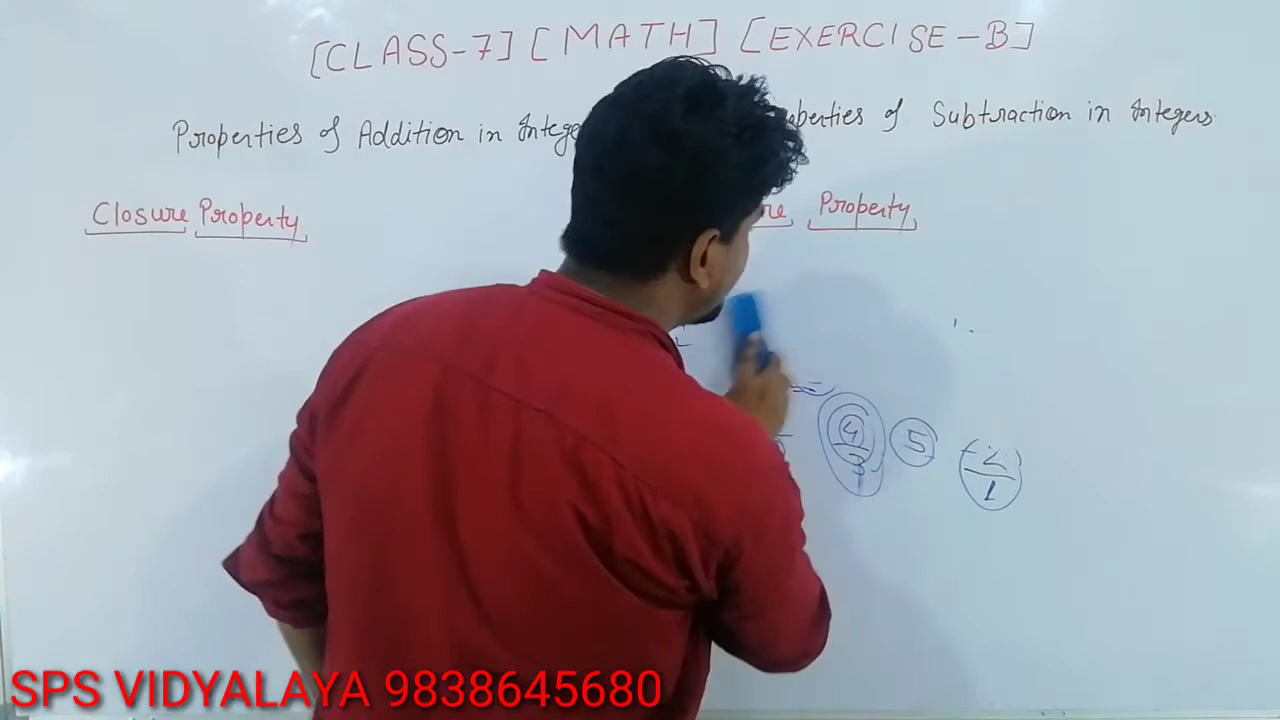 [CLASS-7] [MATH] [EXERCISE-B]
Properties of Addition in of Subtraction in Integers
Closure Property Property
4
3
5
2
1
SPS VIDYALAYA 9838645680